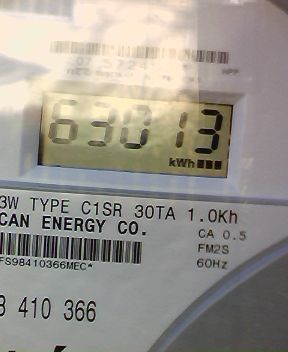 63013
kWh
3W TYPE C1SR 30TA 1.0Kh
CAN ENERGY CO.
CA 0.5
FM2S
FS98410366MEC*
60Hz
3 410 366